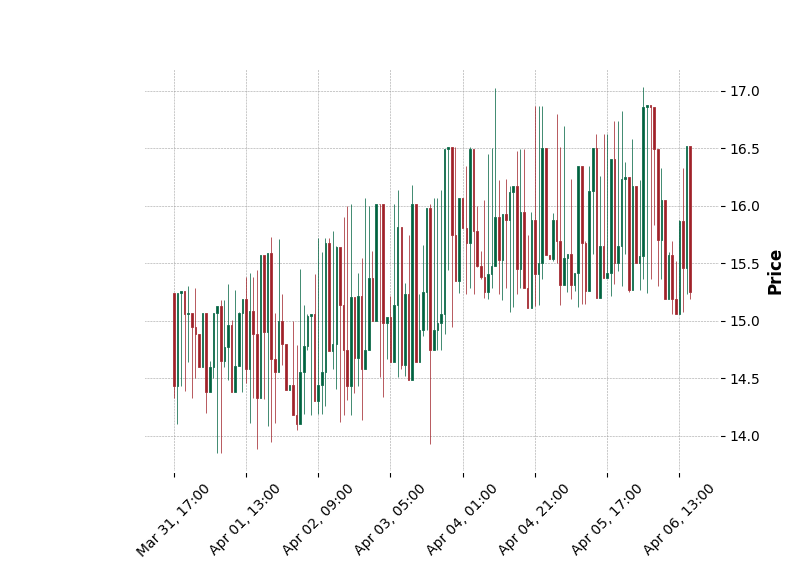 17.0
16.5
16.0
15.5
15.0
14.5
14.0
Price
Mar 31, 17:00
Apr 01, 13:00
Apr 02, 09:00
Apr 03, 05:00
Apr 04, 01:00
Apr 04, 21:00
Apr 05, 17:00
Apr 06, 13:00